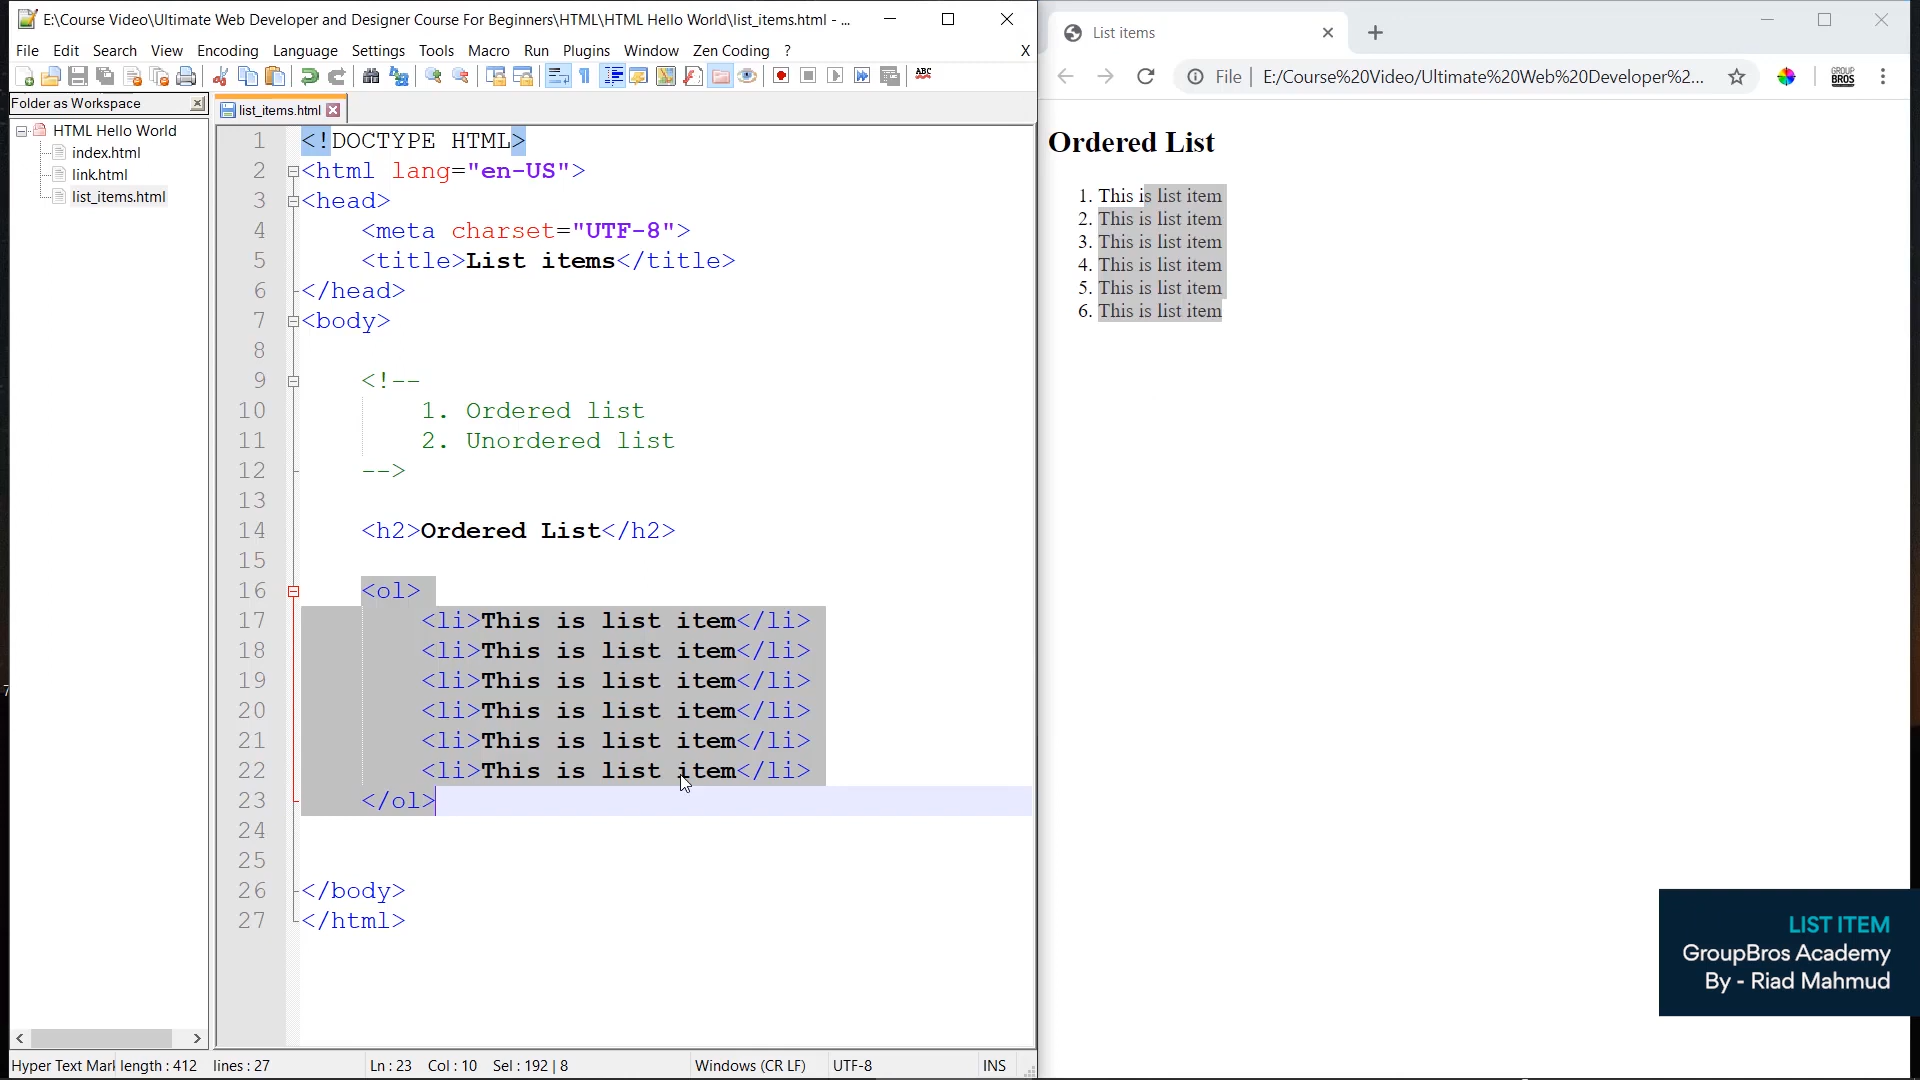 E:\Course Video\Ultimate Web Developer and Designer Course For Beginners\HTML\HTML Hello World\list_items.html - ...
File Edit Search View Encoding Language Settings Tools Macro Run Plugins Window Zen Coding ? X
ABC
Folder as Workspace
HTML Hello World
index.html
link.html
list_items.html
list_items.html
1 <!DOCTYPE HTML>
2 <html lang="en-US">
3 <head>
4 <meta charset="UTF-8">
5 <title>List items</title>
6 </head>
7 <body>
8
9 <!--
10 1. Ordered list
11 2. Unordered list
12 -->
13
14 <h2>Ordered List</h2>
15
16 <ol>
17 <li>This is list item</li>
18 <li>This is list item</li>
19 <li>This is list item</li>
20 <li>This is list item</li>
21 <li>This is list item</li>
22 <li>This is list item</li>
23 </ol>
24
25
26 </body>
27 </html>
Hyper Text Mark length : 412 lines : 27 Ln : 23 Col : 10 Sel : 192 | 8 Windows (CR LF) UTF-8 INS
List items
File | E:/Course%20Video/Ultimate%20Web%20Developer%2...
GROUP
BROS
Ordered List
1. This is list item
2. This is list item
3. This is list item
4. This is list item
5. This is list item
6. This is list item
LIST ITEM
GroupBros Academy
By - Riad Mahmud